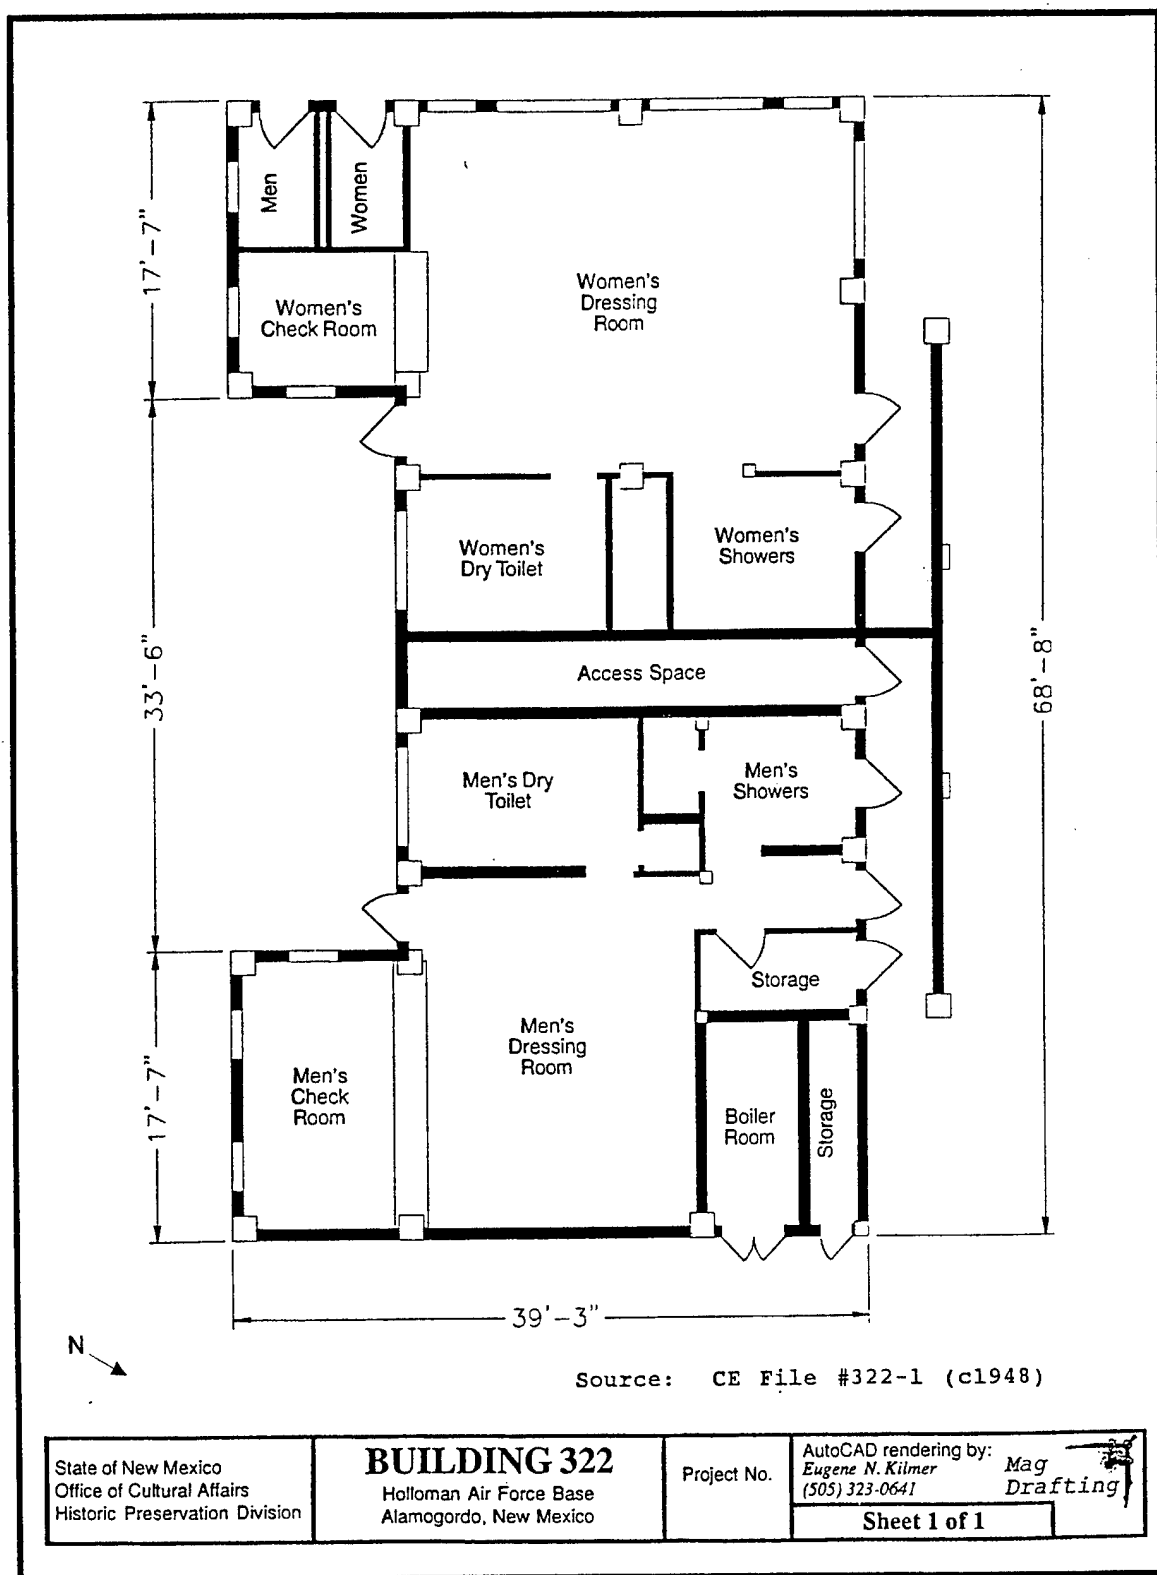 Men
Women
17'-7"
Women's
Check Room
Women's
Dressing
Room
Women's
Dry Toilet
Women's
Showers
33'-6"
Access Space
68'-8"
Men's Dry
Toilet
Men's
Showers
Storage
Men's
Dressing
Room
17'-7"
Men's
Check
Room
Boiler
Room
Storage
39'-3"
N
Source: CE File #322-1 (c1948)
State of New Mexico
Office of Cultural Affairs
Historic Preservation Division
BUILDING 322
Holloman Air Force Base
Alamogordo, New Mexico
Project No.
AutoCAD rendering by:
Eugene N. Kilmer
(505) 323-0641
Mag
Drafting
Sheet 1 of 1